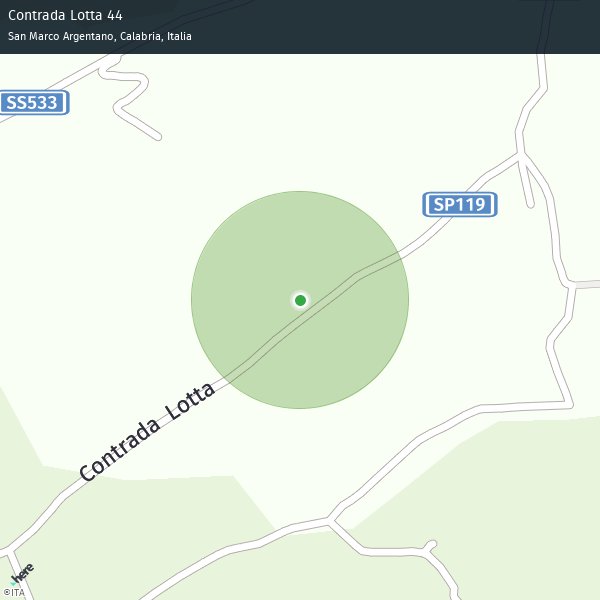 Contrada Lotta 44
San Marco Argentano, Calabria, Italia
SS533
SP119
Contrada Lotta
here
©ITA